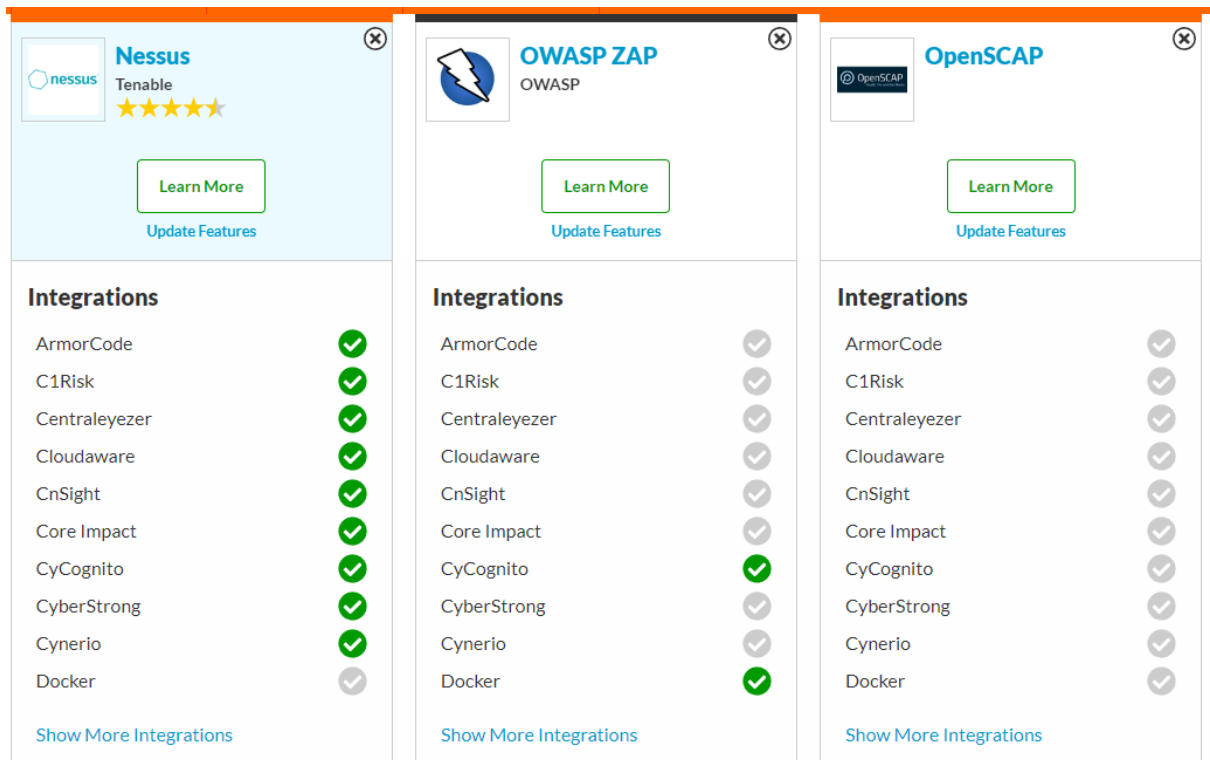 nessus
Nessus
Tenable
Learn More
Update Features
Integrations
ArmorCode
C1Risk
Centraleyezer
Cloudaware
CnSight
Core Impact
CyCognito
CyberStrong
Cynerio
Docker
Show More Integrations
OWASP ZAP
OWASP
Learn More
Update Features
Integrations
ArmorCode
C1Risk
Centraleyezer
Cloudaware
CnSight
Core Impact
CyCognito
CyberStrong
Cynerio
Docker
Show More Integrations
OpenSCAP
OpenSCAP
Learn More
Update Features
Integrations
ArmorCode
C1Risk
Centraleyezer
Cloudaware
CnSight
Core Impact
CyCognito
CyberStrong
Cynerio
Docker
Show More Integrations